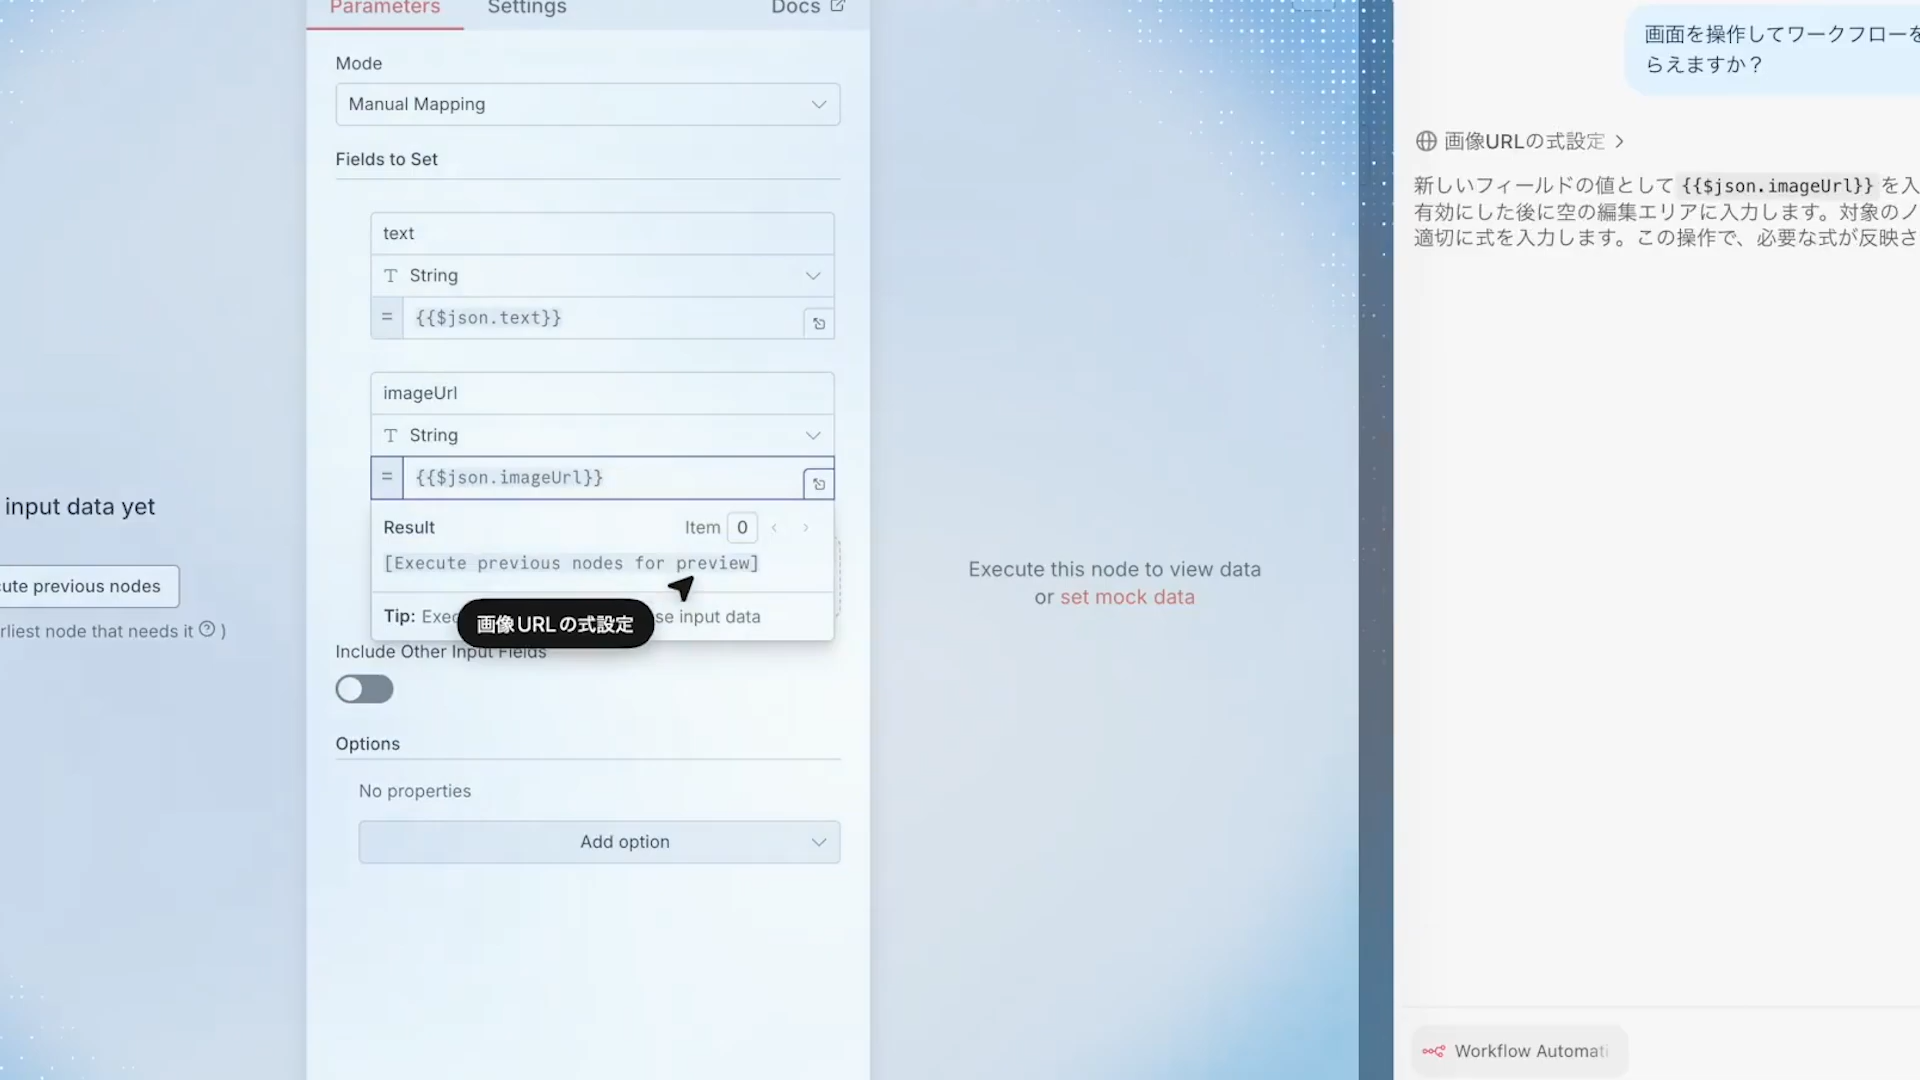 Parameters
Settings
Docs
Mode
Manual Mapping
Fields to Set
text
T String
= {{$json.text}}
imageUrl
T String
= {{$json.imageUrl}}
Result
Item 0
[Execute previous nodes for preview]
Tip:
se input data
画像URLの式設定
Include Other Input Fields
Options
No properties
Add option
input data yet
cute previous nodes
rliest node that needs it ? )
Execute this node to view data
or set mock data
画面を操作してワークフローを
らえますか？
画像URLの式設定 >
新しいフィールドの値として {{$json.imageUrl}} を入
有効にした後に空の編集エリアに入力します。対象のノ
適切に式を入力します。この操作で、必要な式が反映さ
Workflow Automati